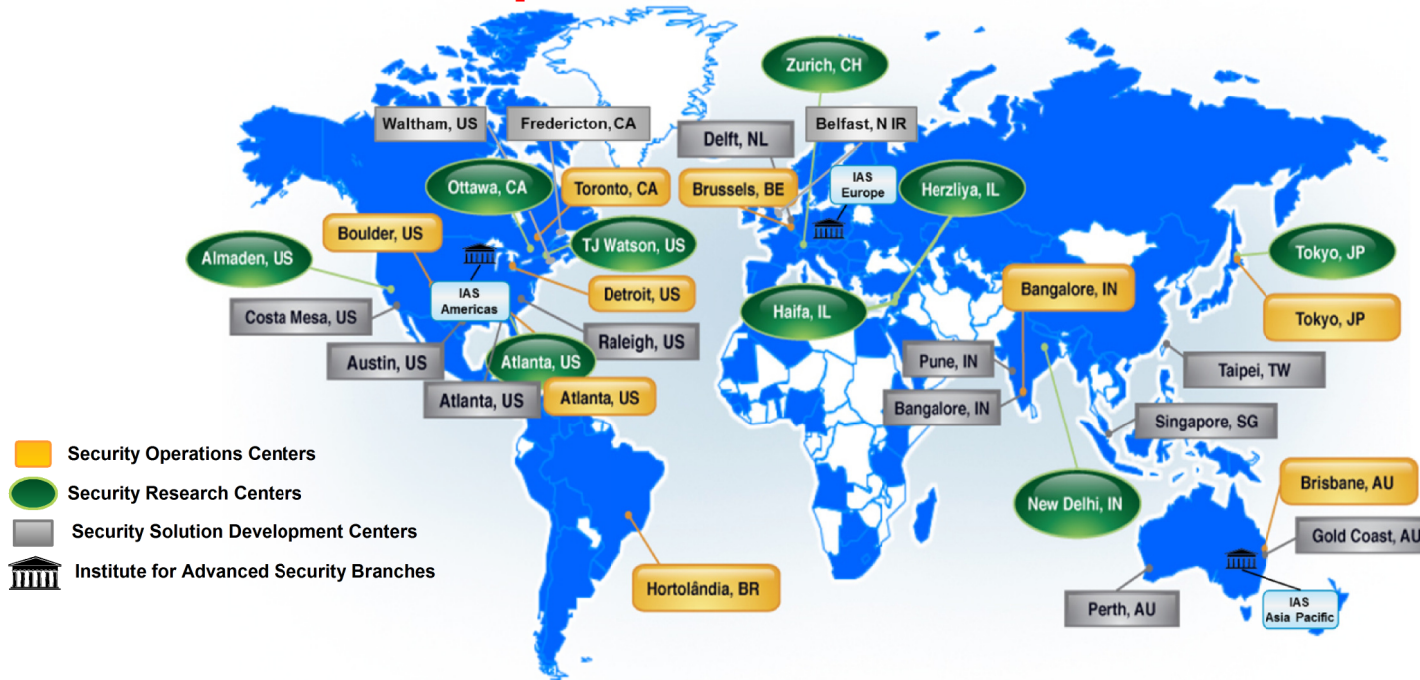 Zurich, CH
Waltham, US
Fredericton, CA
Delft, NL
Belfast, N IR
Ottawa, CA
Toronto, CA
Brussels, BE
IAS
Europe
Herzliya, IL
Boulder, US
TJ Watson, US
Almaden, US
Tokyo, JP
IAS
Americas
Detroit, US
Bangalore, IN
Costa Mesa, US
Haifa, IL
Tokyo, JP
Raleigh, US
Austin, US
Atlanta, US
Pune, IN
Taipei, TW
Atlanta, US
Atlanta, US
Bangalore, IN
Singapore, SG
Security Operations Centers
Security Research Centers
Security Solution Development Centers
Institute for Advanced Security Branches
Brisbane, AU
New Delhi, IN
Gold Coast, AU
Hortolândia, BR
Perth, AU
IAS
Asia Pacific